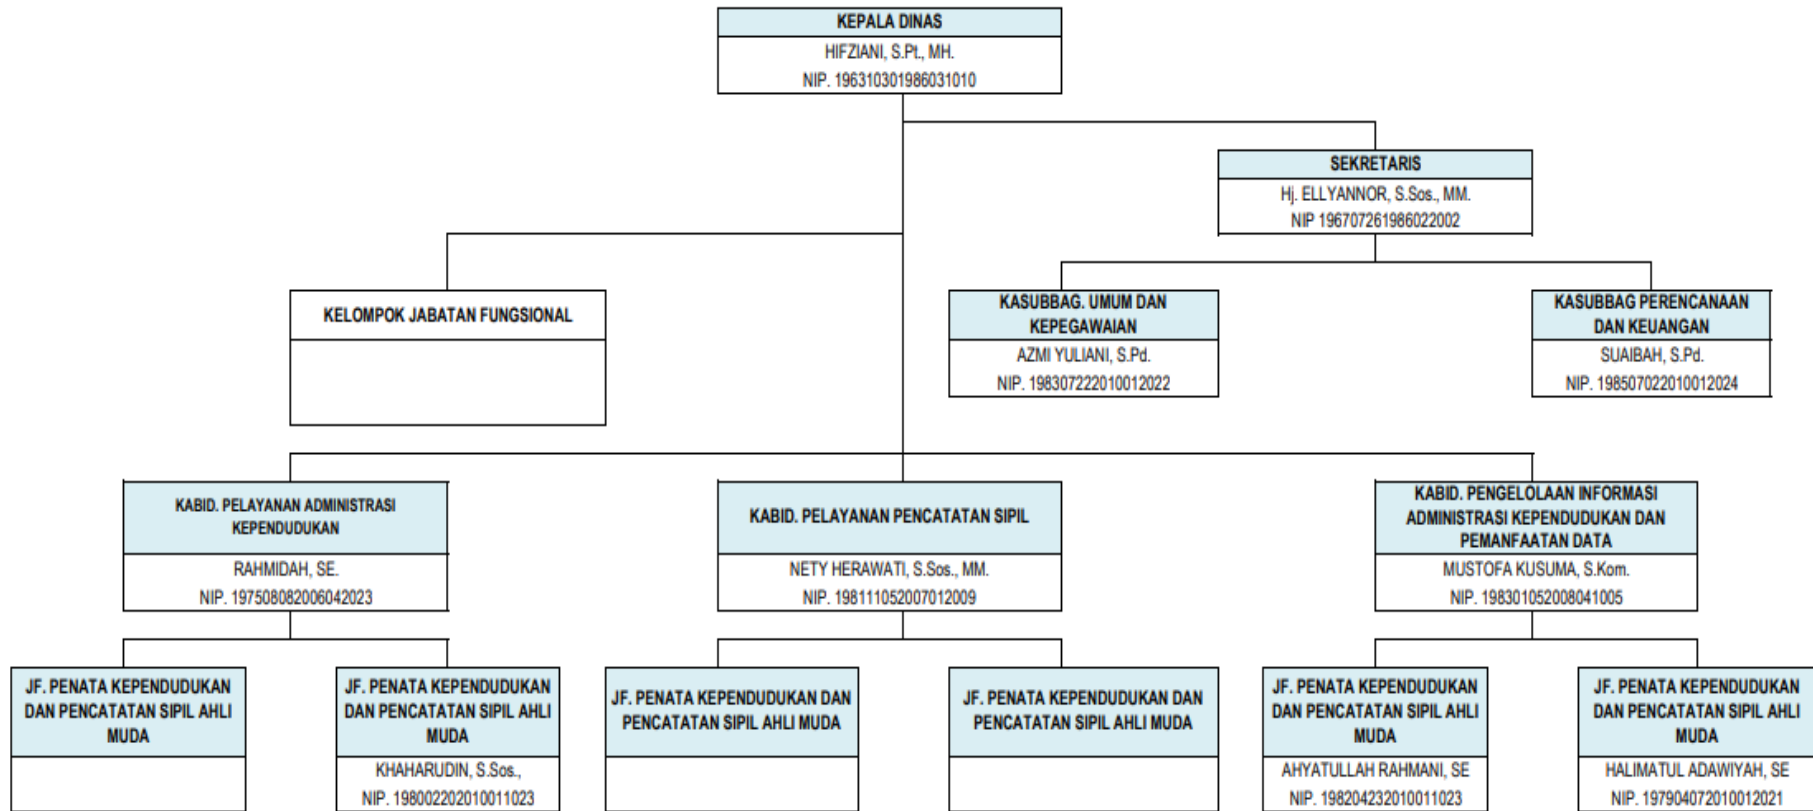 KEPALA DINAS
HIFZIANI, S.Pt., MH.
NIP. 196310301986031010
SEKRETARIS
Hj. ELLYANNOR, S.Sos., MM.
NIP 196707261986022002
KELOMPOK JABATAN FUNGSIONAL
KASUBBAG. UMUM DAN
KEPEGAWAIAN
AZMI YULIANI, S.Pd.
NIP. 198307222010012022
KASUBBAG PERENCANAAN
DAN KEUANGAN
SUAIBAH, S.Pd.
NIP. 198507022010012024
KABID. PELAYANAN ADMINISTRASI
KEPENDUDUKAN
RAHMIDAH, SE.
NIP. 197508082006042023
KABID. PELAYANAN PENCATATAN SIPIL
NETY HERAWATI, S.Sos., MM.
NIP. 198111052007012009
KABID. PENGELOLAAN INFORMASI
ADMINISTRASI KEPENDUDUKAN DAN
PEMANFAATAN DATA
MUSTOFA KUSUMA, S.Kom.
NIP. 198301052008041005
JF. PENATA KEPENDUDUKAN
DAN PENCATATAN SIPIL AHLI
MUDA
JF. PENATA KEPENDUDUKAN
DAN PENCATATAN SIPIL AHLI
MUDA
KHAHARUDIN, S.Sos.,
NIP. 198002202010011023
JF. PENATA KEPENDUDUKAN DAN
PENCATATAN SIPIL AHLI MUDA
JF. PENATA KEPENDUDUKAN DAN
PENCATATAN SIPIL AHLI MUDA
JF. PENATA KEPENDUDUKAN
DAN PENCATATAN SIPIL AHLI
MUDA
AHYATULLAH RAHMANI, SE
NIP. 198204232010011023
JF. PENATA KEPENDUDUKAN
DAN PENCATATAN SIPIL AHLI
MUDA
HALIMATUL ADAWIYAH, SE
NIP. 197904072010012021